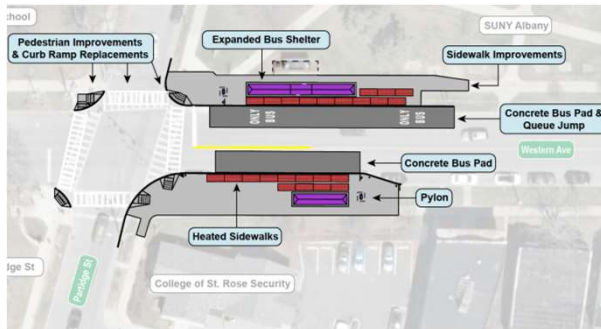 chool
SUNY Albany
Pedestrian Improvements
& Curb Ramp Replacements
Expanded Bus Shelter
Sidewalk Improvements
ONLY
BUS
ONLY
BUS
Concrete Bus Pad &
Queue Jump
Western Ave
Concrete Bus Pad
Pylon
Heated Sidewalks
dge St
Partridge St
College of St. Rose Security